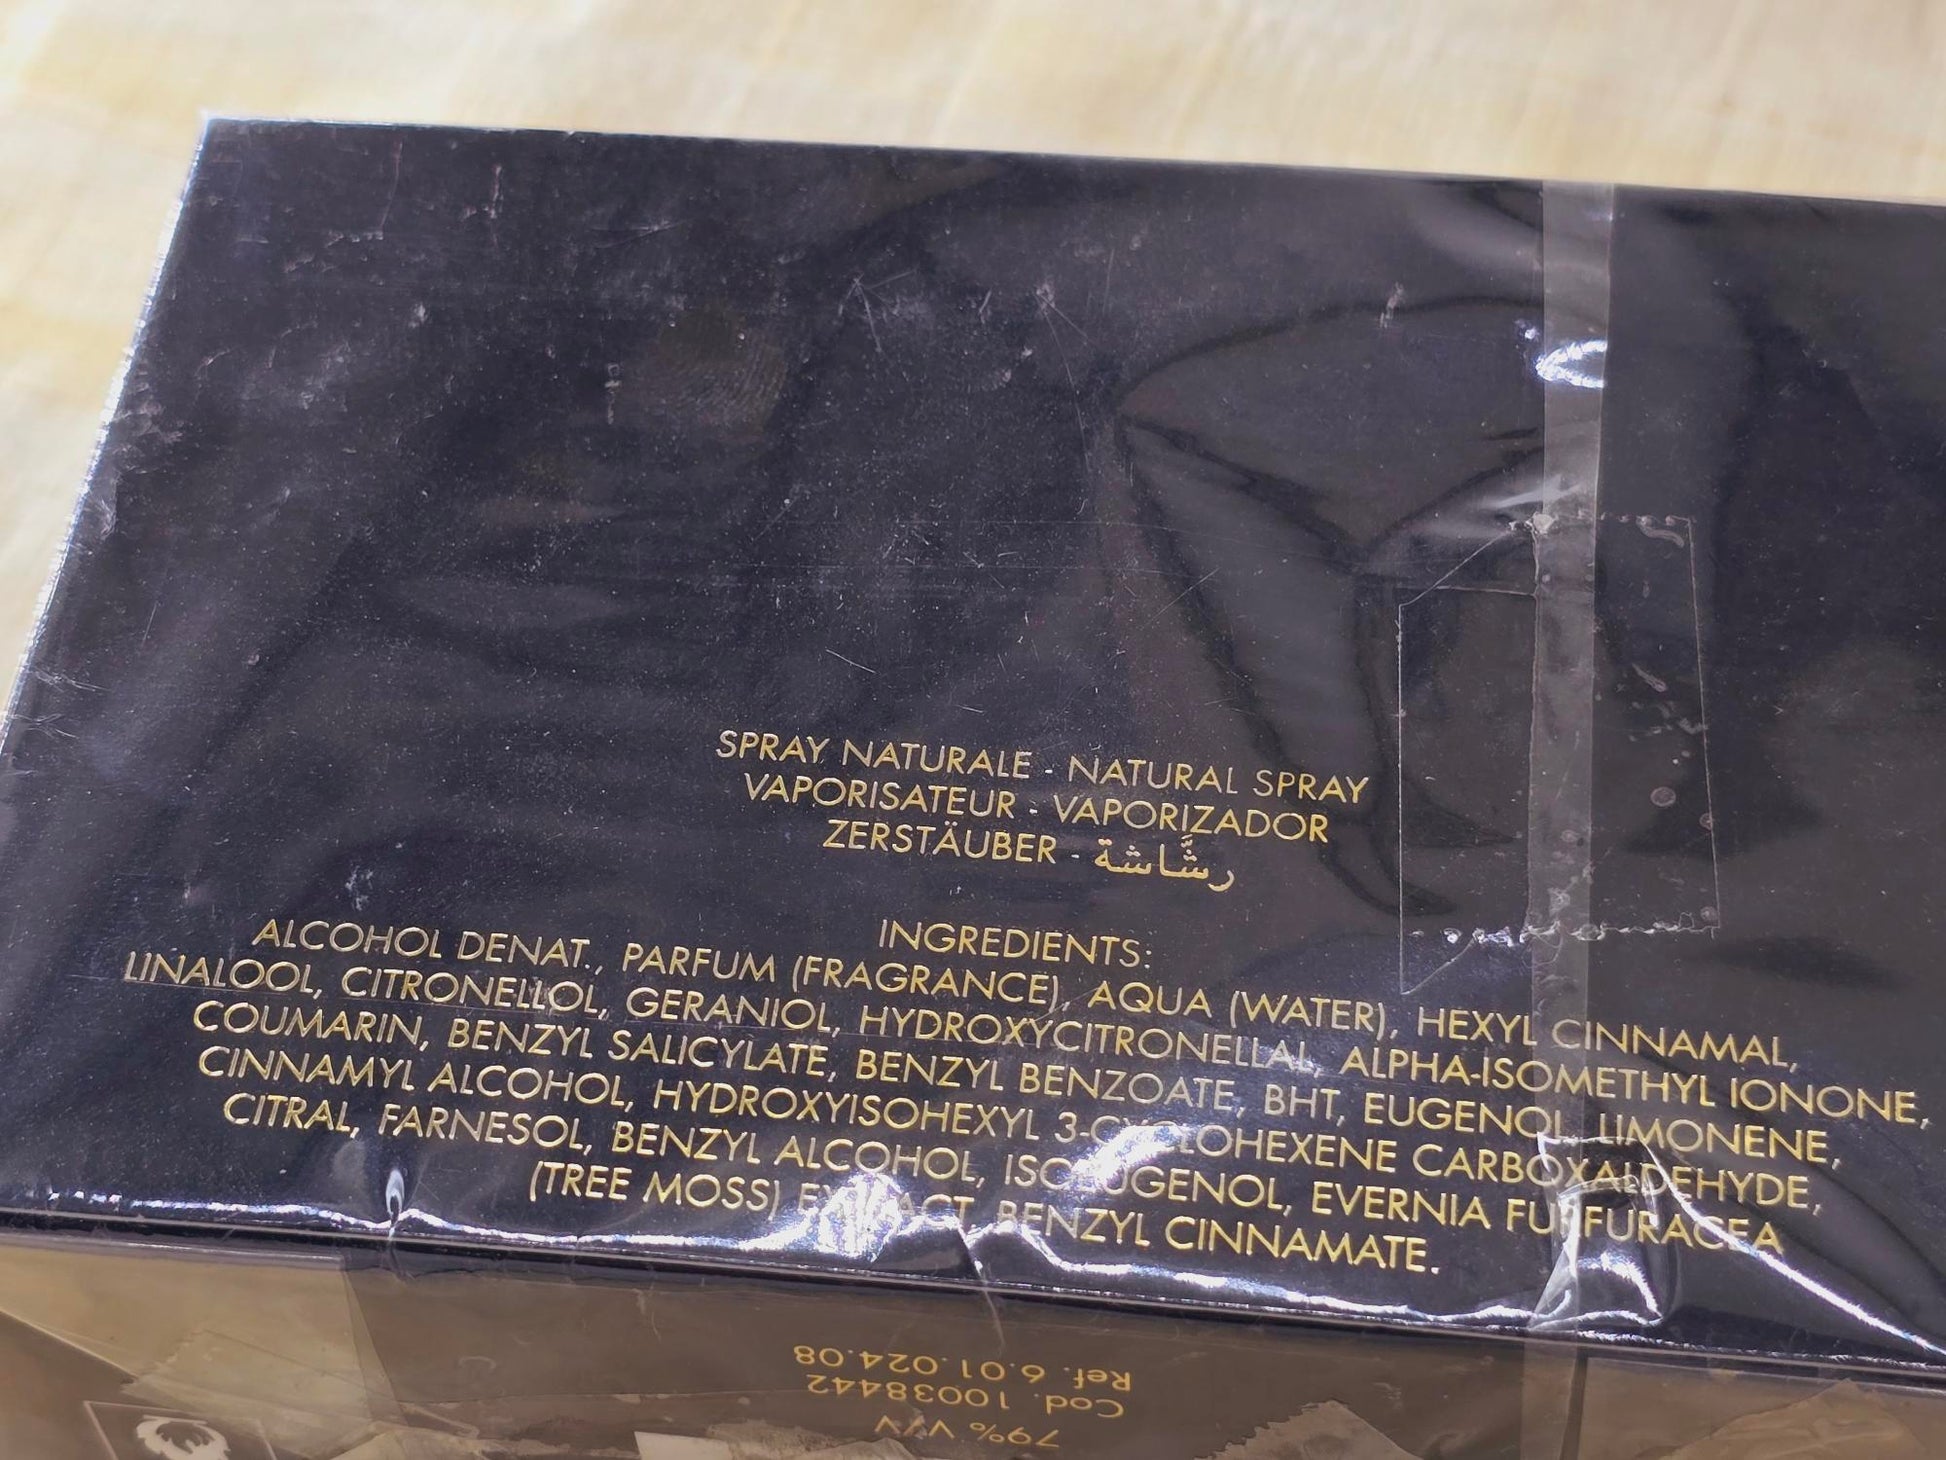 SPRAY NATURALE - NATURAL SPRAY
VAPORISATEUR - VAPORIZADOR
ZERSTÄUBER - رشَّاشة
INGREDIENTS:
ALCOHOL DENAT., PARFUM (FRAGRANCE), AQUA (WATER), HEXYL CINNAMAL,
LINALOOL, CITRONELLOL, GERANIOL, HYDROXYCITRONELLAL, ALPHA-ISOMETHYL IONONE,
COUMARIN, BENZYL SALICYLATE, BENZYL BENZOATE, BHT, EUGENOL, LIMONENE,
CINNAMYL ALCOHOL, HYDROXYISOHEXYL 3-CYCLOHEXENE CARBOXALDEHYDE,
CITRAL, FARNESOL, BENZYL ALCOHOL, ISOEUGENOL, EVERNIA FURFURACEA
(TREE MOSS) EXTRACT, BENZYL CINNAMATE.
79% V/V
Cod. 10038442
Ref. 6.01.024.08